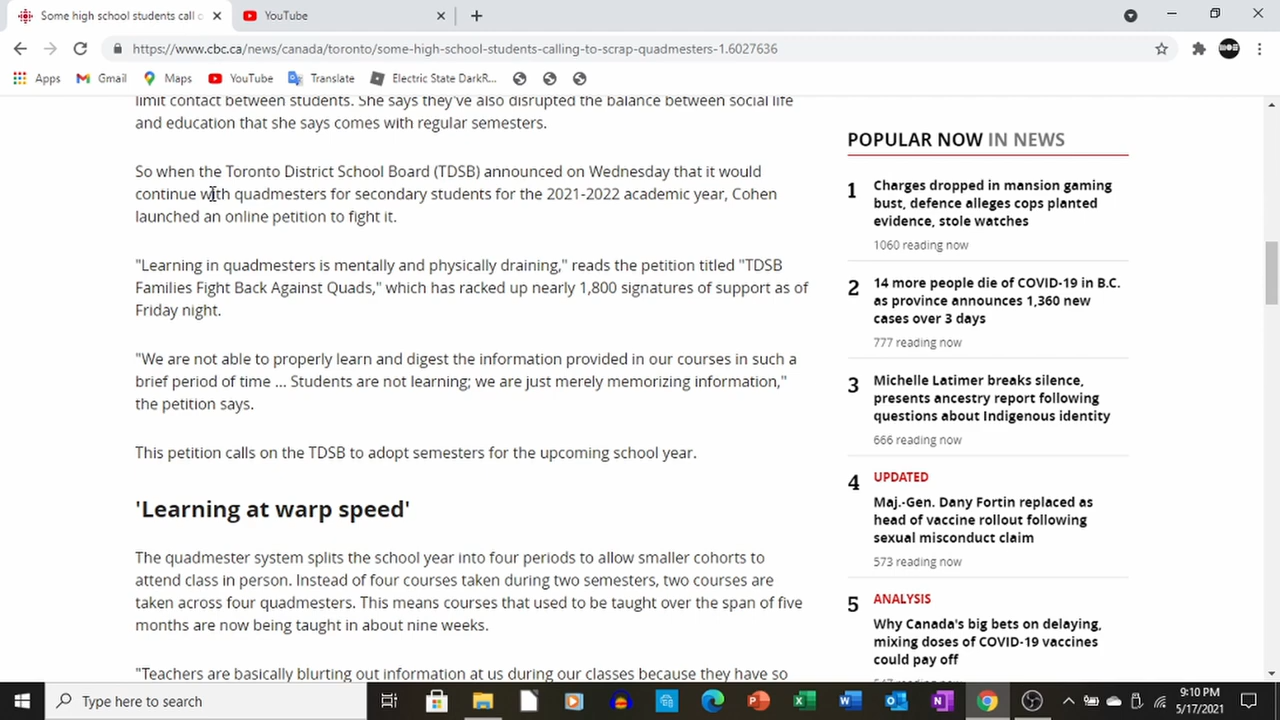 Some high school students call o
YouTube
https://www.cbc.ca/news/canada/toronto/some-high-school-students-calling-to-scrap-quadmesters-1.6027636
Apps
Gmail
Maps
YouTube
Translate
Electric State DarkR...
limit contact between students. She says they've also disrupted the balance between social life
and education that she says comes with regular semesters.
So when the Toronto District School Board (TDSB) announced on Wednesday that it would
continue with quadmesters for secondary students for the 2021-2022 academic year, Cohen
launched an online petition to fight it.
"Learning in quadmesters is mentally and physically draining," reads the petition titled "TDSB
Families Fight Back Against Quads," which has racked up nearly 1,800 signatures of support as of
Friday night.
"We are not able to properly learn and digest the information provided in our courses in such a
brief period of time ... Students are not learning; we are just merely memorizing information,"
the petition says.
This petition calls on the TDSB to adopt semesters for the upcoming school year.
'Learning at warp speed'
The quadmester system splits the school year into four periods to allow smaller cohorts to
attend class in person. Instead of four courses taken during two semesters, two courses are
taken across four quadmesters. This means courses that used to be taught over the span of five
months are now being taught in about nine weeks.
"Teachers are basically blurting out information at us during our classes because they have so
POPULAR NOW IN NEWS
1
Charges dropped in mansion gaming
bust, defence alleges cops planted
evidence, stole watches
1060 reading now
2
14 more people die of COVID-19 in B.C.
as province announces 1,360 new
cases over 3 days
777 reading now
3
Michelle Latimer breaks silence,
presents ancestry report following
questions about Indigenous identity
666 reading now
4
UPDATED
Maj.-Gen. Dany Fortin replaced as
head of vaccine rollout following
sexual misconduct claim
573 reading now
5
ANALYSIS
Why Canada's big bets on delaying,
mixing doses of COVID-19 vaccines
could pay off
Type here to search
9:10 PM
5/17/2021